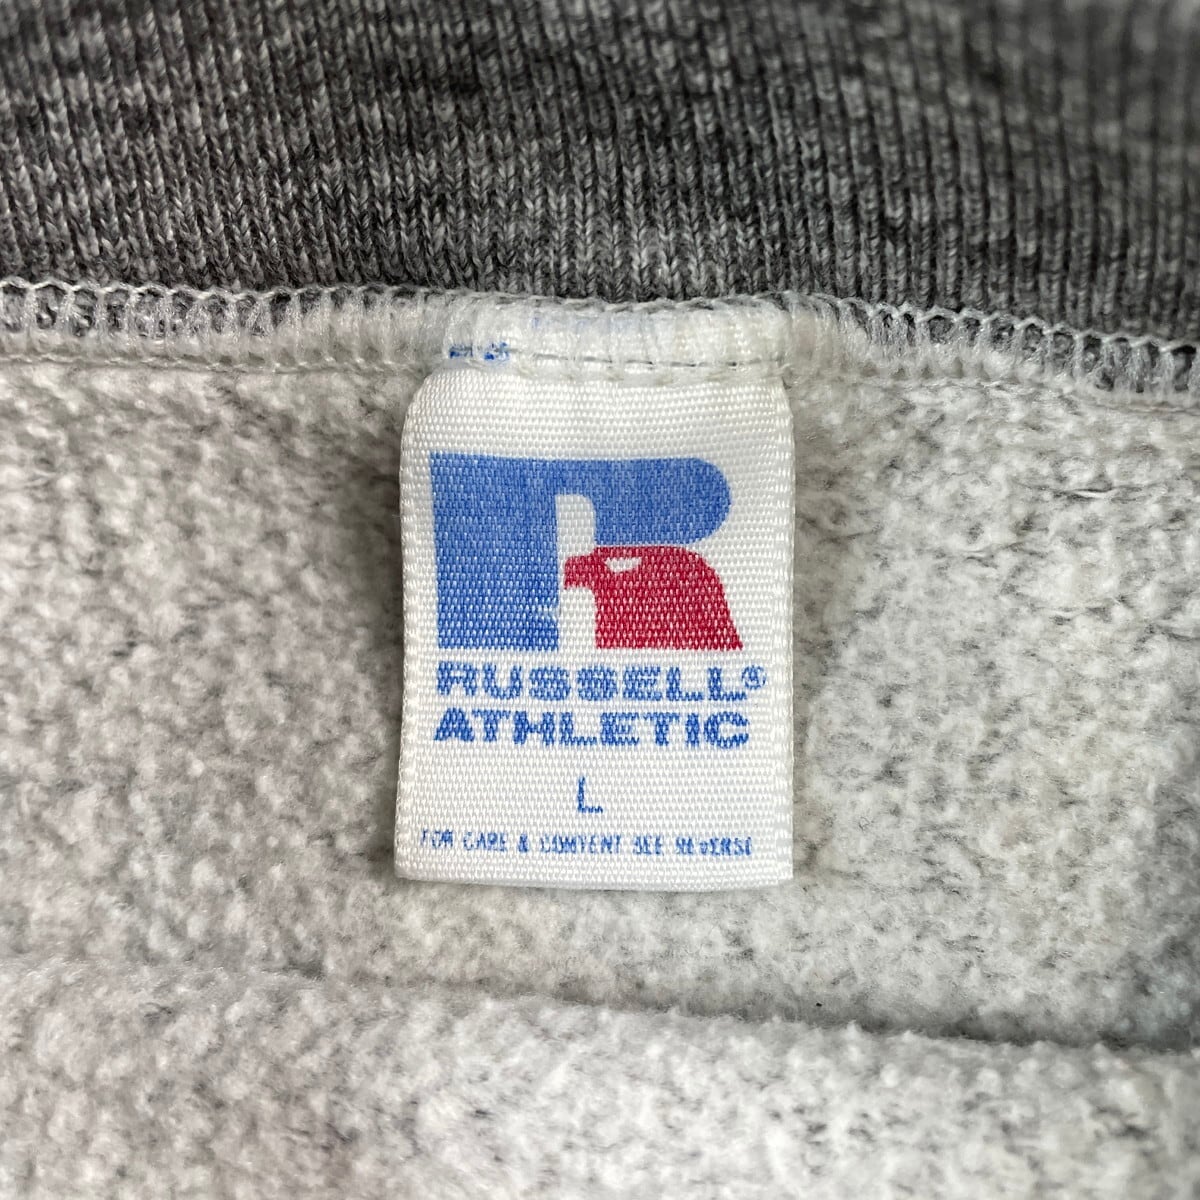 RUSSELL®
ATHLETIC
L
FOR CARE & CONTENT SEE REVERSE